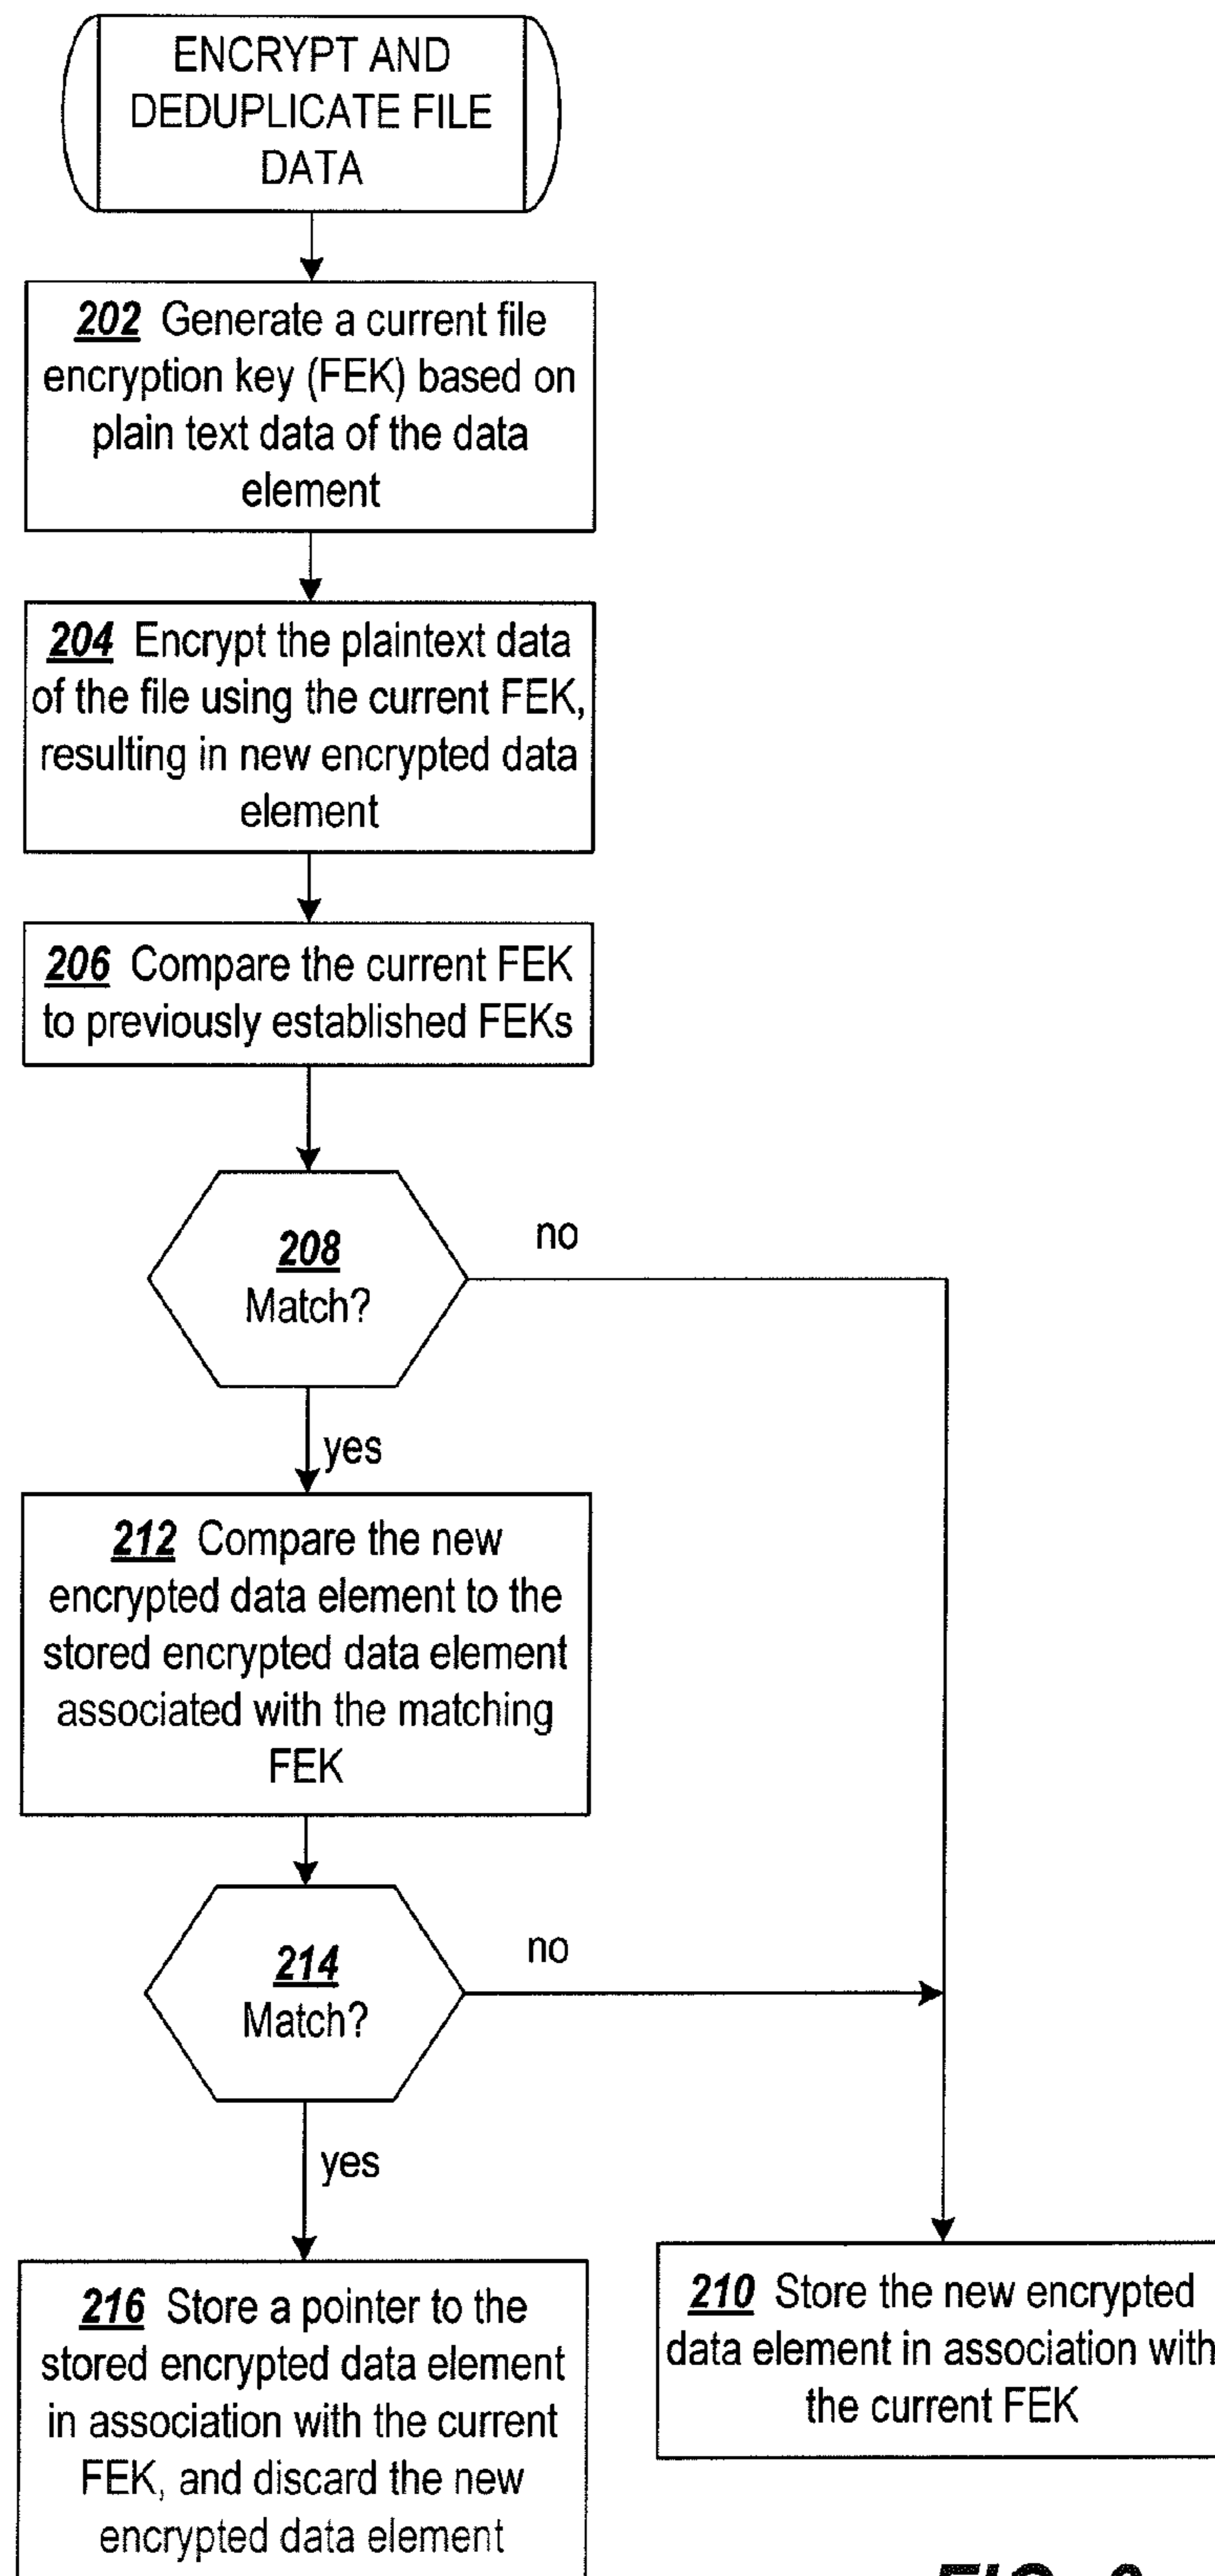 ENCRYPT AND
DEDUPLICATE FILE
DATA
202 Generate a current file
encryption key (FEK) based on
plain text data of the data
element
204 Encrypt the plaintext data
of the file using the current FEK,
resulting in new encrypted data
element
206 Compare the current FEK
to previously established FEKs
208
Match?
no
yes
212 Compare the new
encrypted data element to the
stored encrypted data element
associated with the matching
FEK
214
Match?
no
yes
216 Store a pointer to the
stored encrypted data element
in association with the current
FEK, and discard the new
encrypted data element
210 Store the new encrypted
data element in association with
the current FEK
FIG.